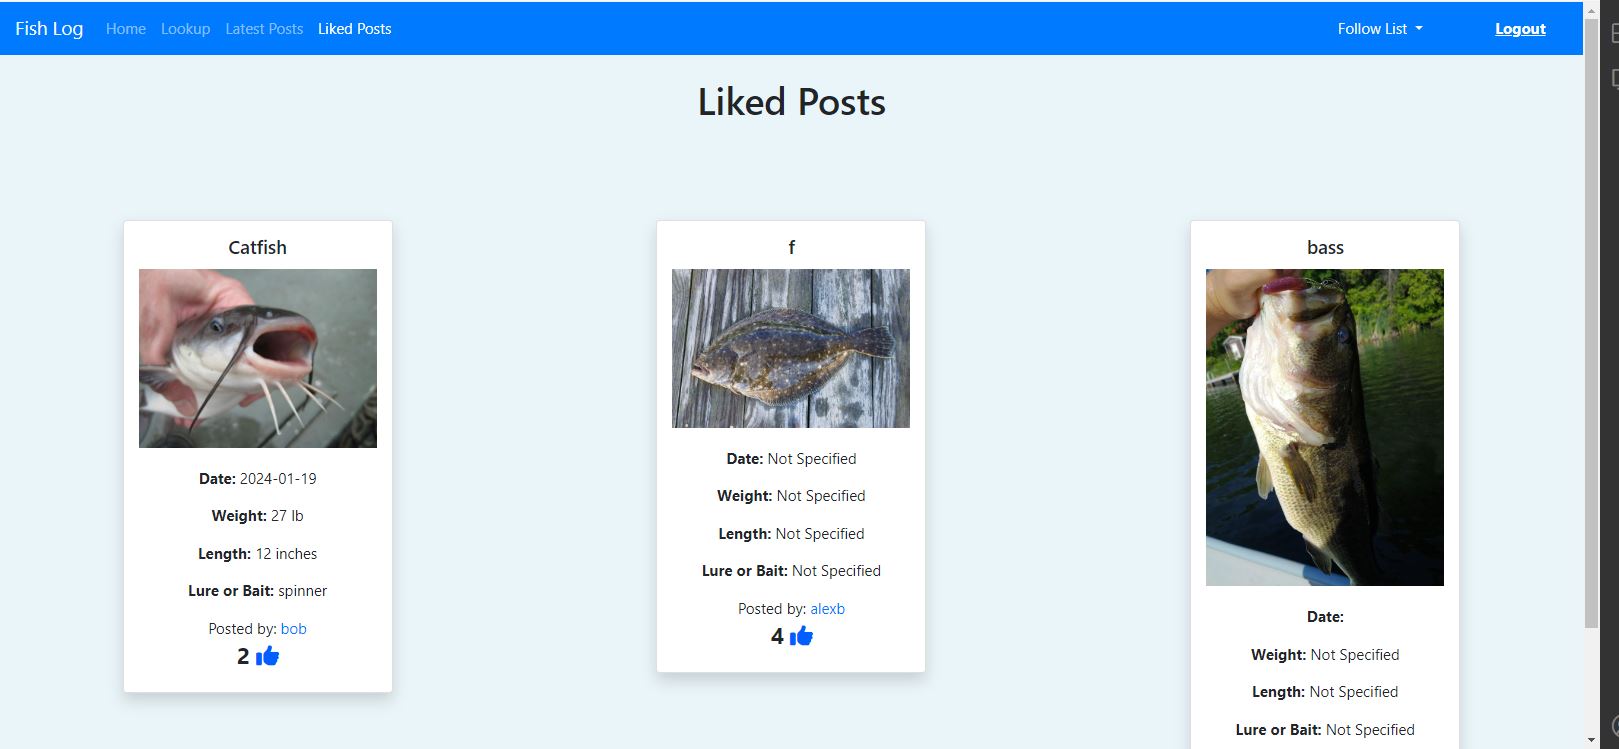 Fish Log Home Lookup Latest Posts Liked Posts Follow List Logout
Liked Posts
Catfish
Date: 2024-01-19
Weight: 27 lb
Length: 12 inches
Lure or Bait: spinner
Posted by: bob
2
f
Date: Not Specified
Weight: Not Specified
Length: Not Specified
Lure or Bait: Not Specified
Posted by: alexb
4
bass
Date:
Weight: Not Specified
Length: Not Specified
Lure or Bait: Not Specified